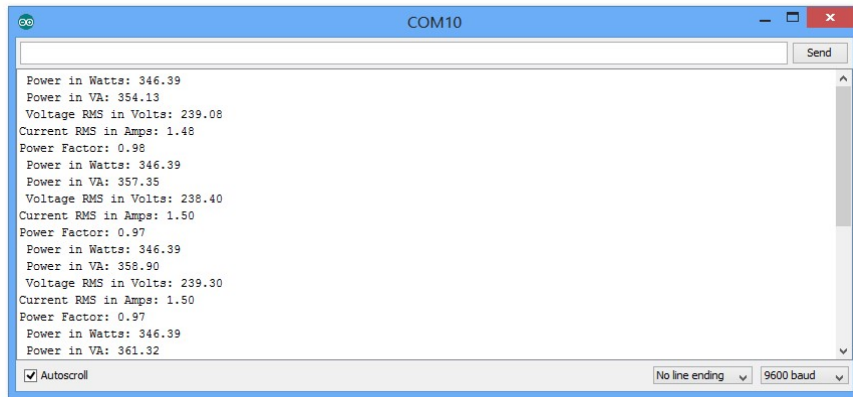 COM10
Send
Power in Watts: 346.39
Power in VA: 354.13
Voltage RMS in Volts: 239.08
Current RMS in Amps: 1.48
Power Factor: 0.98
Power in Watts: 346.39
Power in VA: 357.35
Voltage RMS in Volts: 238.40
Current RMS in Amps: 1.50
Power Factor: 0.97
Power in Watts: 346.39
Power in VA: 358.90
Voltage RMS in Volts: 239.30
Current RMS in Amps: 1.50
Power Factor: 0.97
Power in Watts: 346.39
Power in VA: 361.32
Autoscroll No line ending 9600 baud